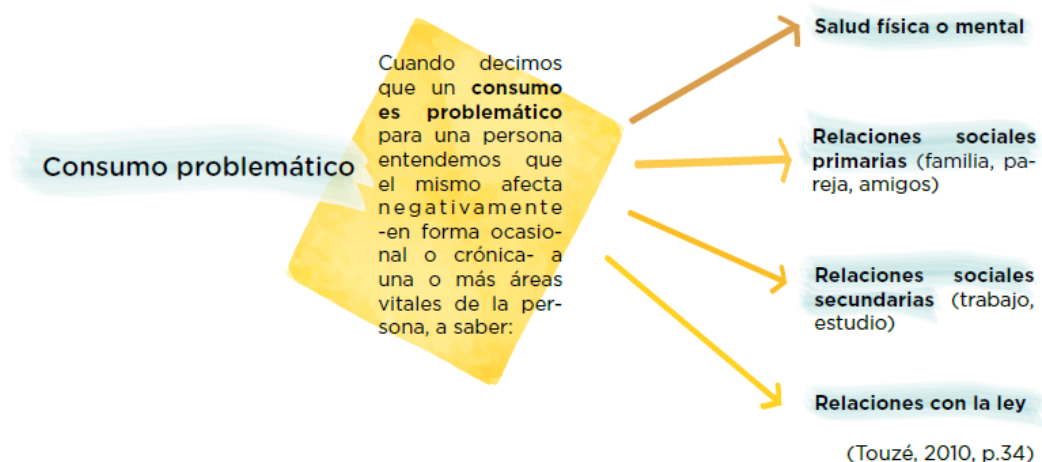 Consumo problemático
Cuando decimos
que un consumo
es problemático
para una persona
entendemos que
el mismo afecta
negativamente
-en forma ocasio-
nal o crónica- a
una o más áreas
vitales de la per-
sona, a saber:
Salud física o mental
Relaciones sociales
primarias (familia, pa-
reja, amigos)
Relaciones sociales
secundarias (trabajo,
estudio)
Relaciones con la ley
(Touzé, 2010, p.34)